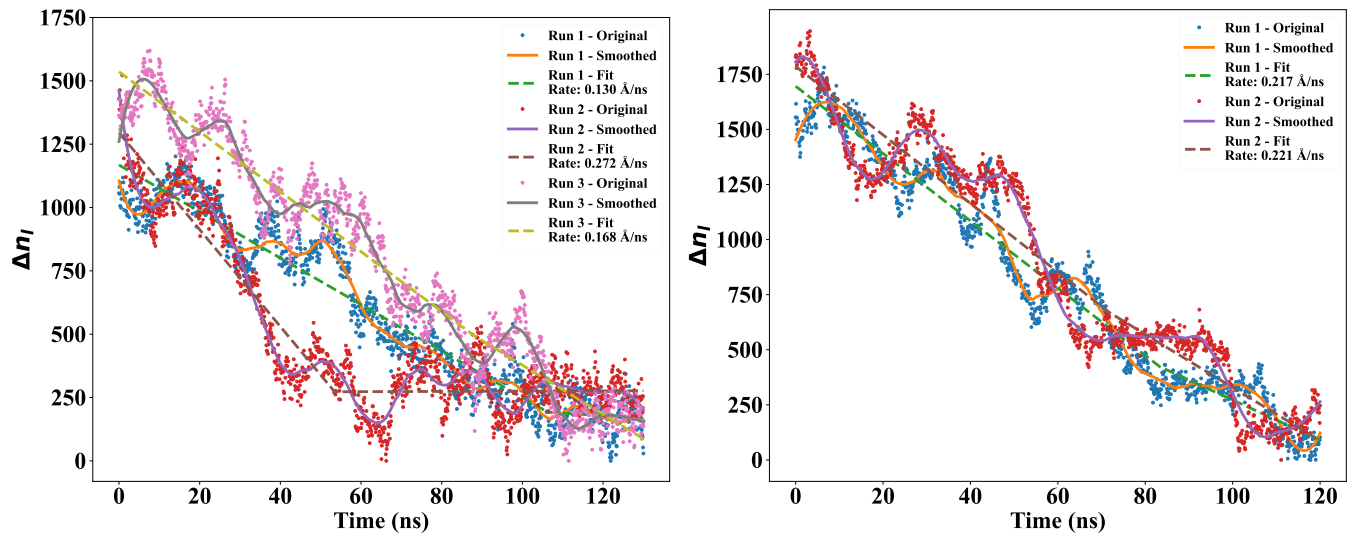 1750
1500
1250
1000
750
500
250
0
Δn_l
0 20 40 60 80 100 120
Time (ns)
Run 1 - Original
Run 1 - Smoothed
Run 1 - Fit
Rate: 0.130 Å/ns
Run 2 - Original
Run 2 - Smoothed
Run 2 - Fit
Rate: 0.272 Å/ns
Run 3 - Original
Run 3 - Smoothed
Run 3 - Fit
Rate: 0.168 Å/ns
1750
1500
1250
1000
750
500
250
0
Δn_l
0 20 40 60 80 100 120
Time (ns)
Run 1 - Original
Run 1 - Smoothed
Run 1 - Fit
Rate: 0.217 Å/ns
Run 2 - Original
Run 2 - Smoothed
Run 2 - Fit
Rate: 0.221 Å/ns